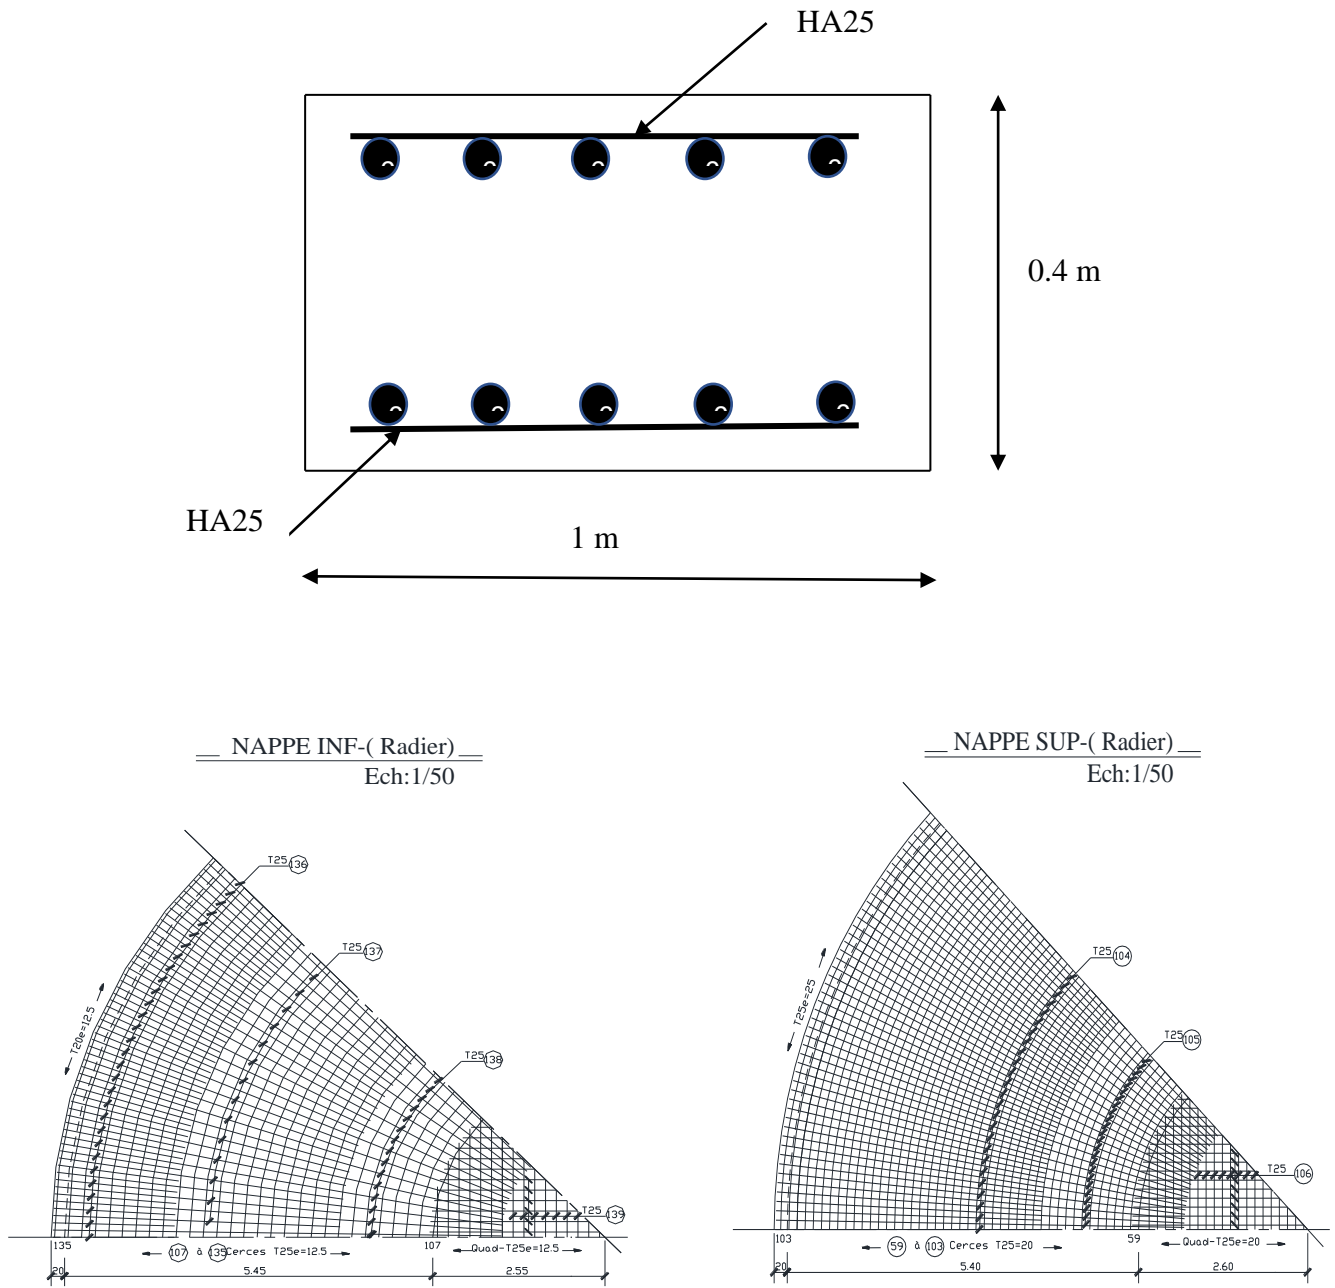 HA25
0.4 m
HA25
1 m
NAPPE INF-( Radier)
Ech:1/50
T25 136
T25 137
T20e=12.5
T25 138
T25 139
135
107 à 135 Cerces T25e=12.5
107
Quad-T25e=12.5
20
5.45
2.55
NAPPE SUP-( Radier)
Ech:1/50
T25 104
T25e=25
T25 105
T25 106
103
59 à 103 Cerces T25=20
59
Quad-T25e=20
20
5.40
2.60